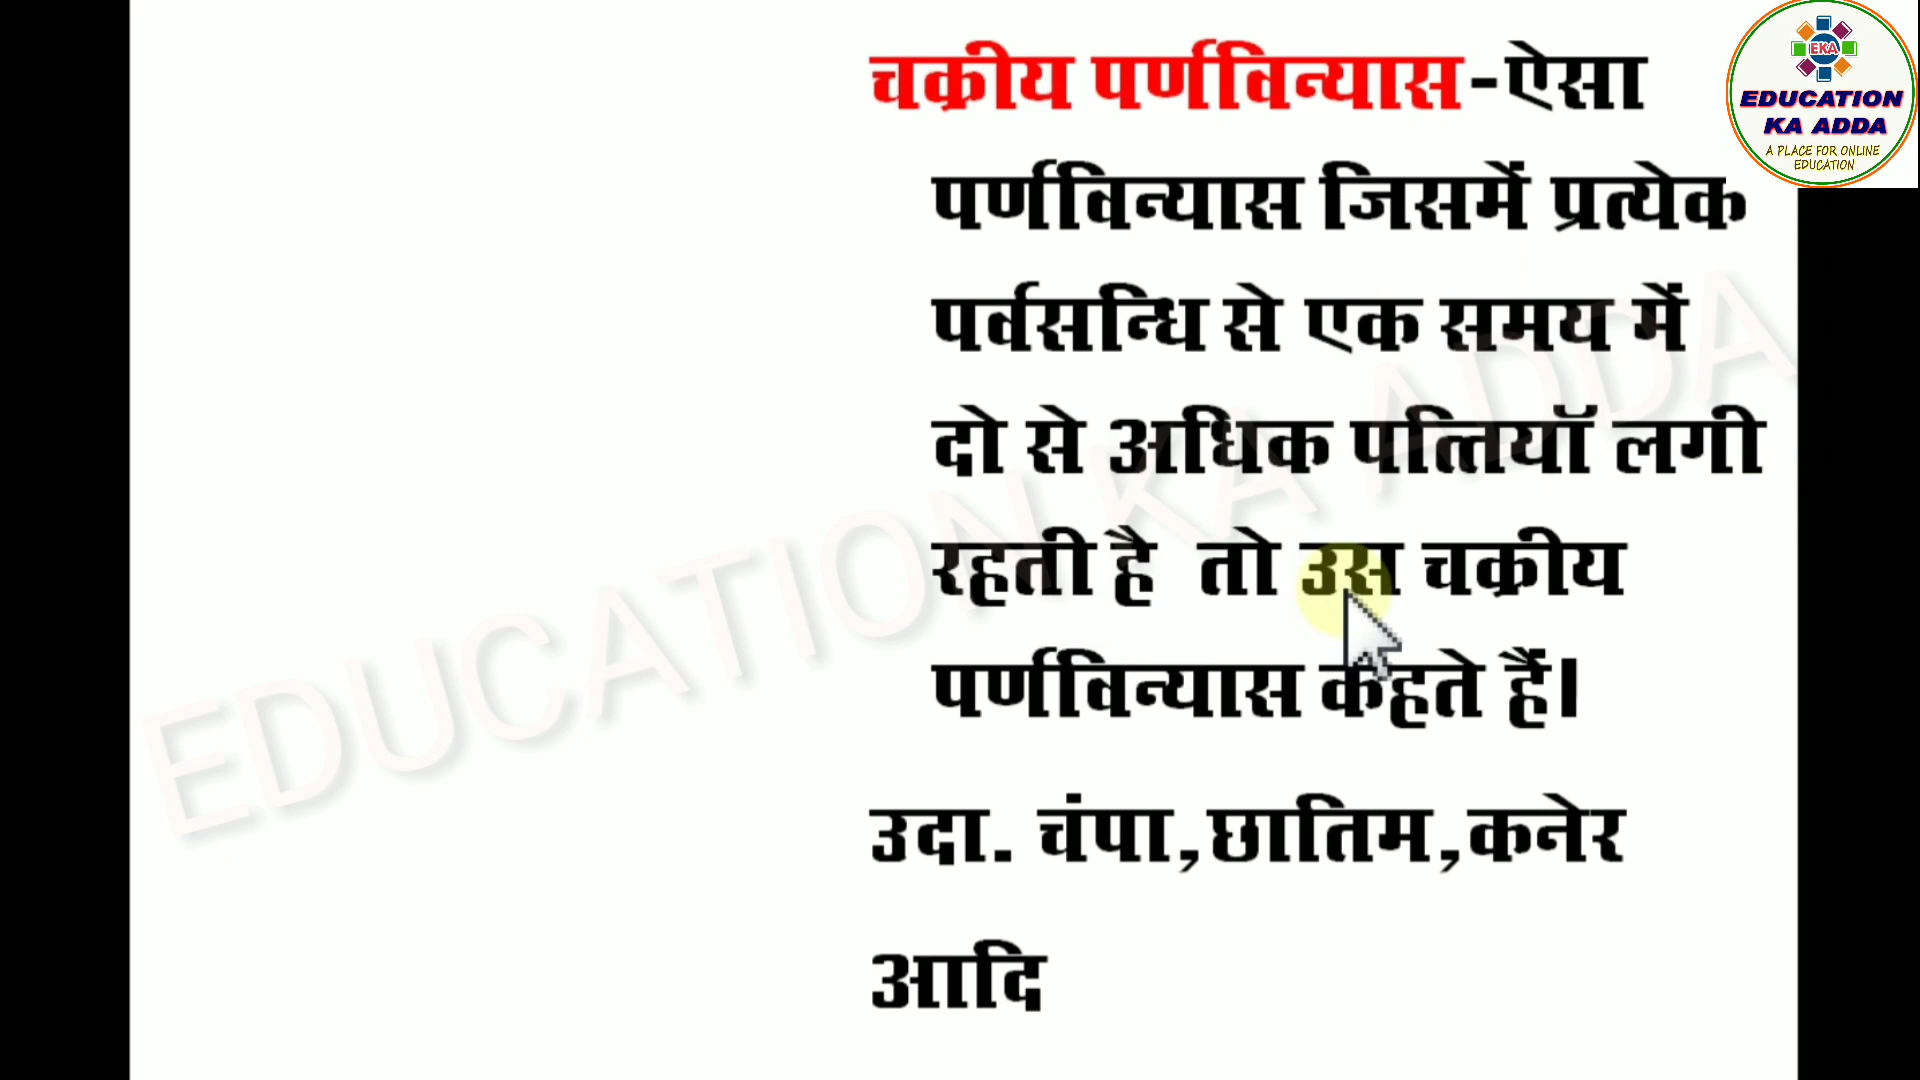 चक्रीय पर्णविन्यास-ऐसा
पर्णविन्यास जिसमें प्रत्येक
पर्वसन्धि से एक समय में
दो से अधिक पत्तियॉ लगी
रहती है तो उस चक्रीय
पर्णविन्यास कहते हैं।
उदा. चंपा,छातिम,कनेर
आदि
EKA
EDUCATION
KA ADDA
A PLACE FOR ONLINE
EDUCATION
EDUCATION KA ADDA